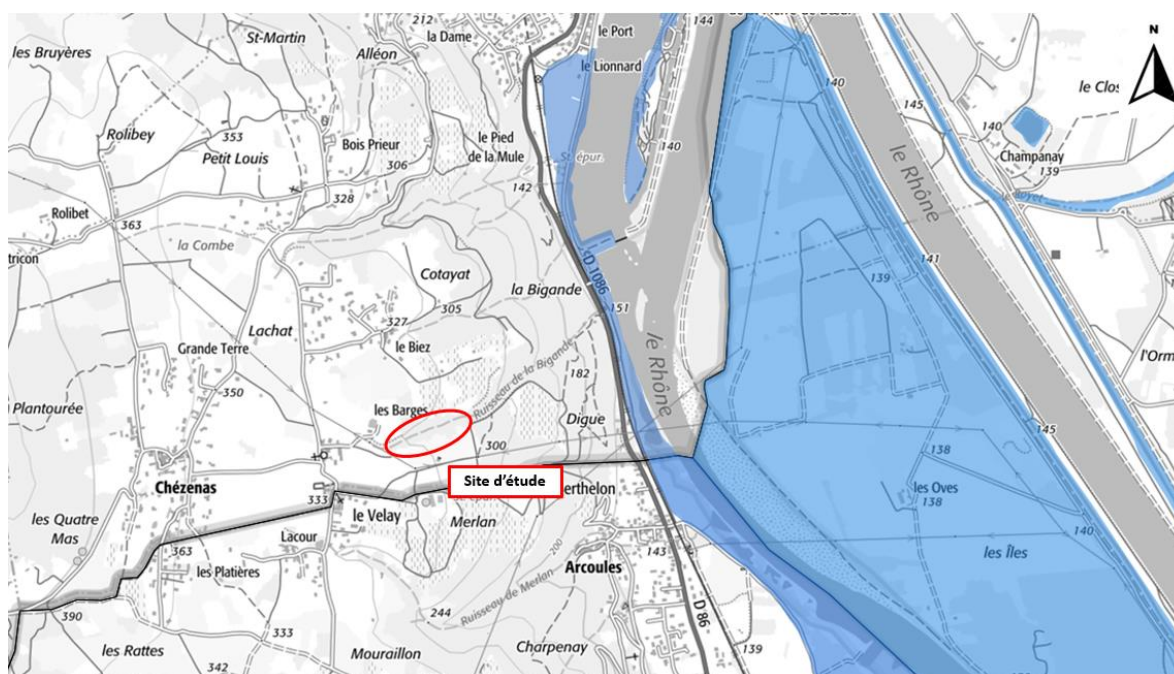 212
le Port
144
N
les Bruyères
St-Martin
Alléon
la Dame
le Lionnard
140
145
le Clos
Rolibey
353
Bois Prieur
le Pied
de la Mule
St épur.
140
140
Champanay
139
Petit Louis
306
142
le Rhône
Rolibet
363
328
la Combe
tricon
Cotayat
D 1086
139
141
la Bigande
151
327
305
Lachat
le Biez
Grande Terre
Ruisseau de la Bigande
182
le Rhône
l'Orm
350
Plantourée
les Barges
Digue
145
300
138
Site d'étude
Chézenas
333
erthelon
les Oves
138
les Quatre
Mas
le Velay
Merlan
140
les Îles
Lacour
363
143
Arcoules
200
les Platières
Ruisseau de Merlan
D 86
390
244
333
les Rattes
342
Mouraillon
Charpenay
139